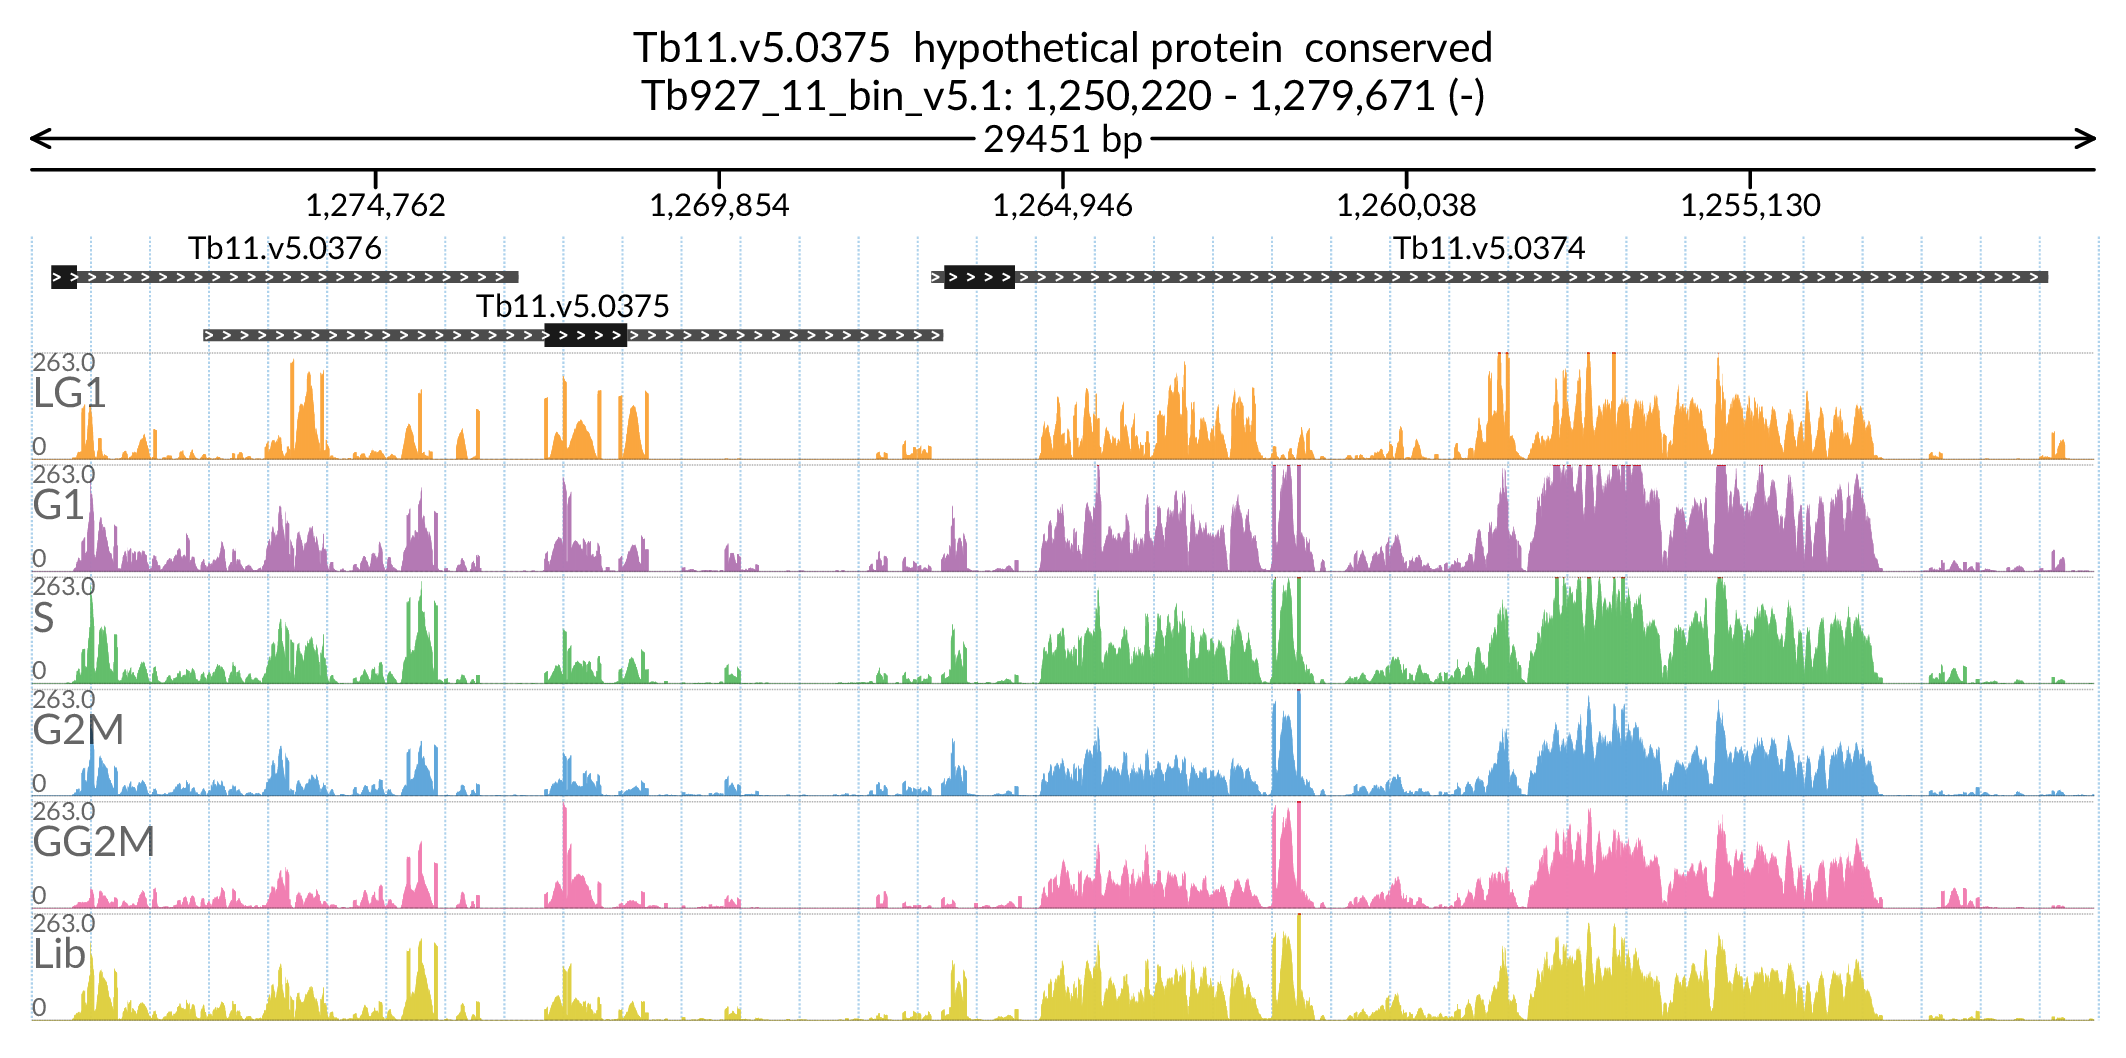 Tb11.v5.0375  hypothetical protein  conserved
Tb927_11_bin_v5.1: 1,250,220 - 1,279,671 (-)
29451 bp
1,274,762 1,269,854 1,264,946 1,260,038 1,255,130
Tb11.v5.0376 Tb11.v5.0374
Tb11.v5.0375
263.0
LG1
0
263.0
G1
0
263.0
S
0
263.0
G2M
0
263.0
GG2M
0
263.0
Lib
0